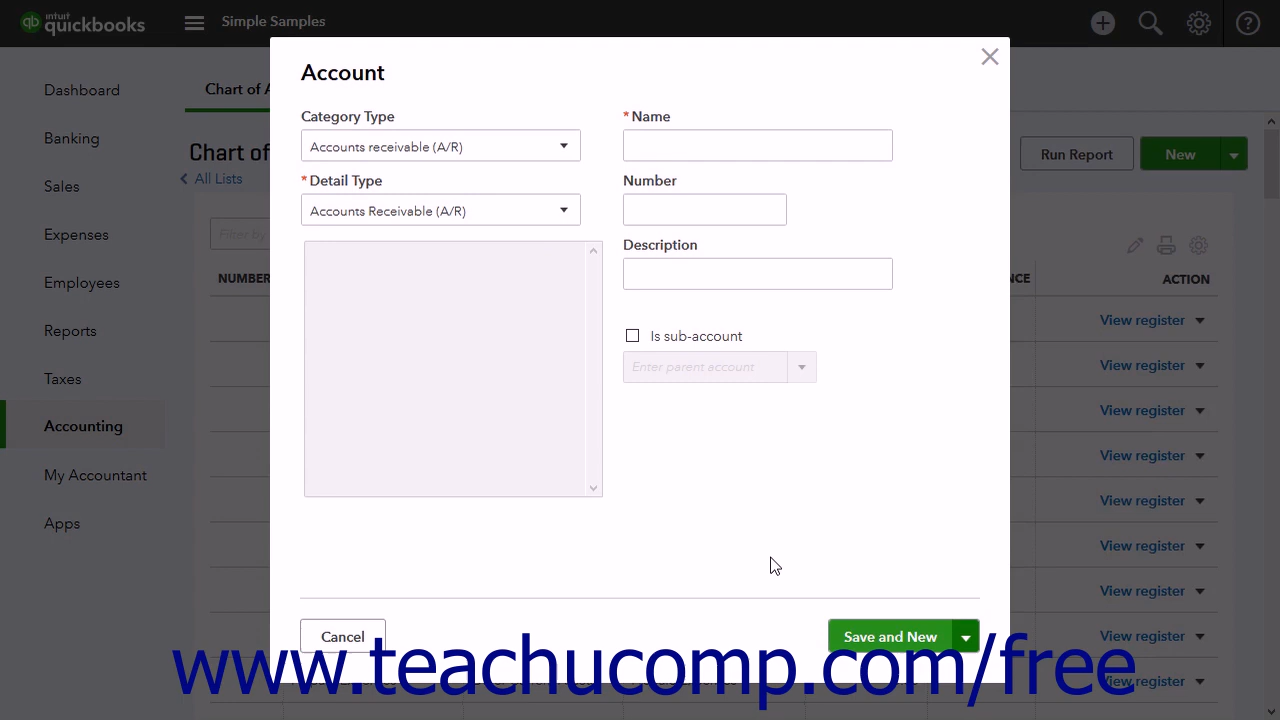 intuit
qb quickbooks
Simple Samples
Dashboard
Banking
Sales
Expenses
Employees
Reports
Taxes
Accounting
My Accountant
Apps
Chart of A
Chart of
All Lists
Run Report
New
Filter by
NUMBER
NCE
ACTION
View register
View register
View register
View register
View register
View register
View register
View register
View register
Account
Category Type
Accounts receivable (A/R)
* Detail Type
Accounts Receivable (A/R)
* Name
Number
Description
Is sub-account
Enter parent account
Cancel
Save and New
www.teachucomp.com/free